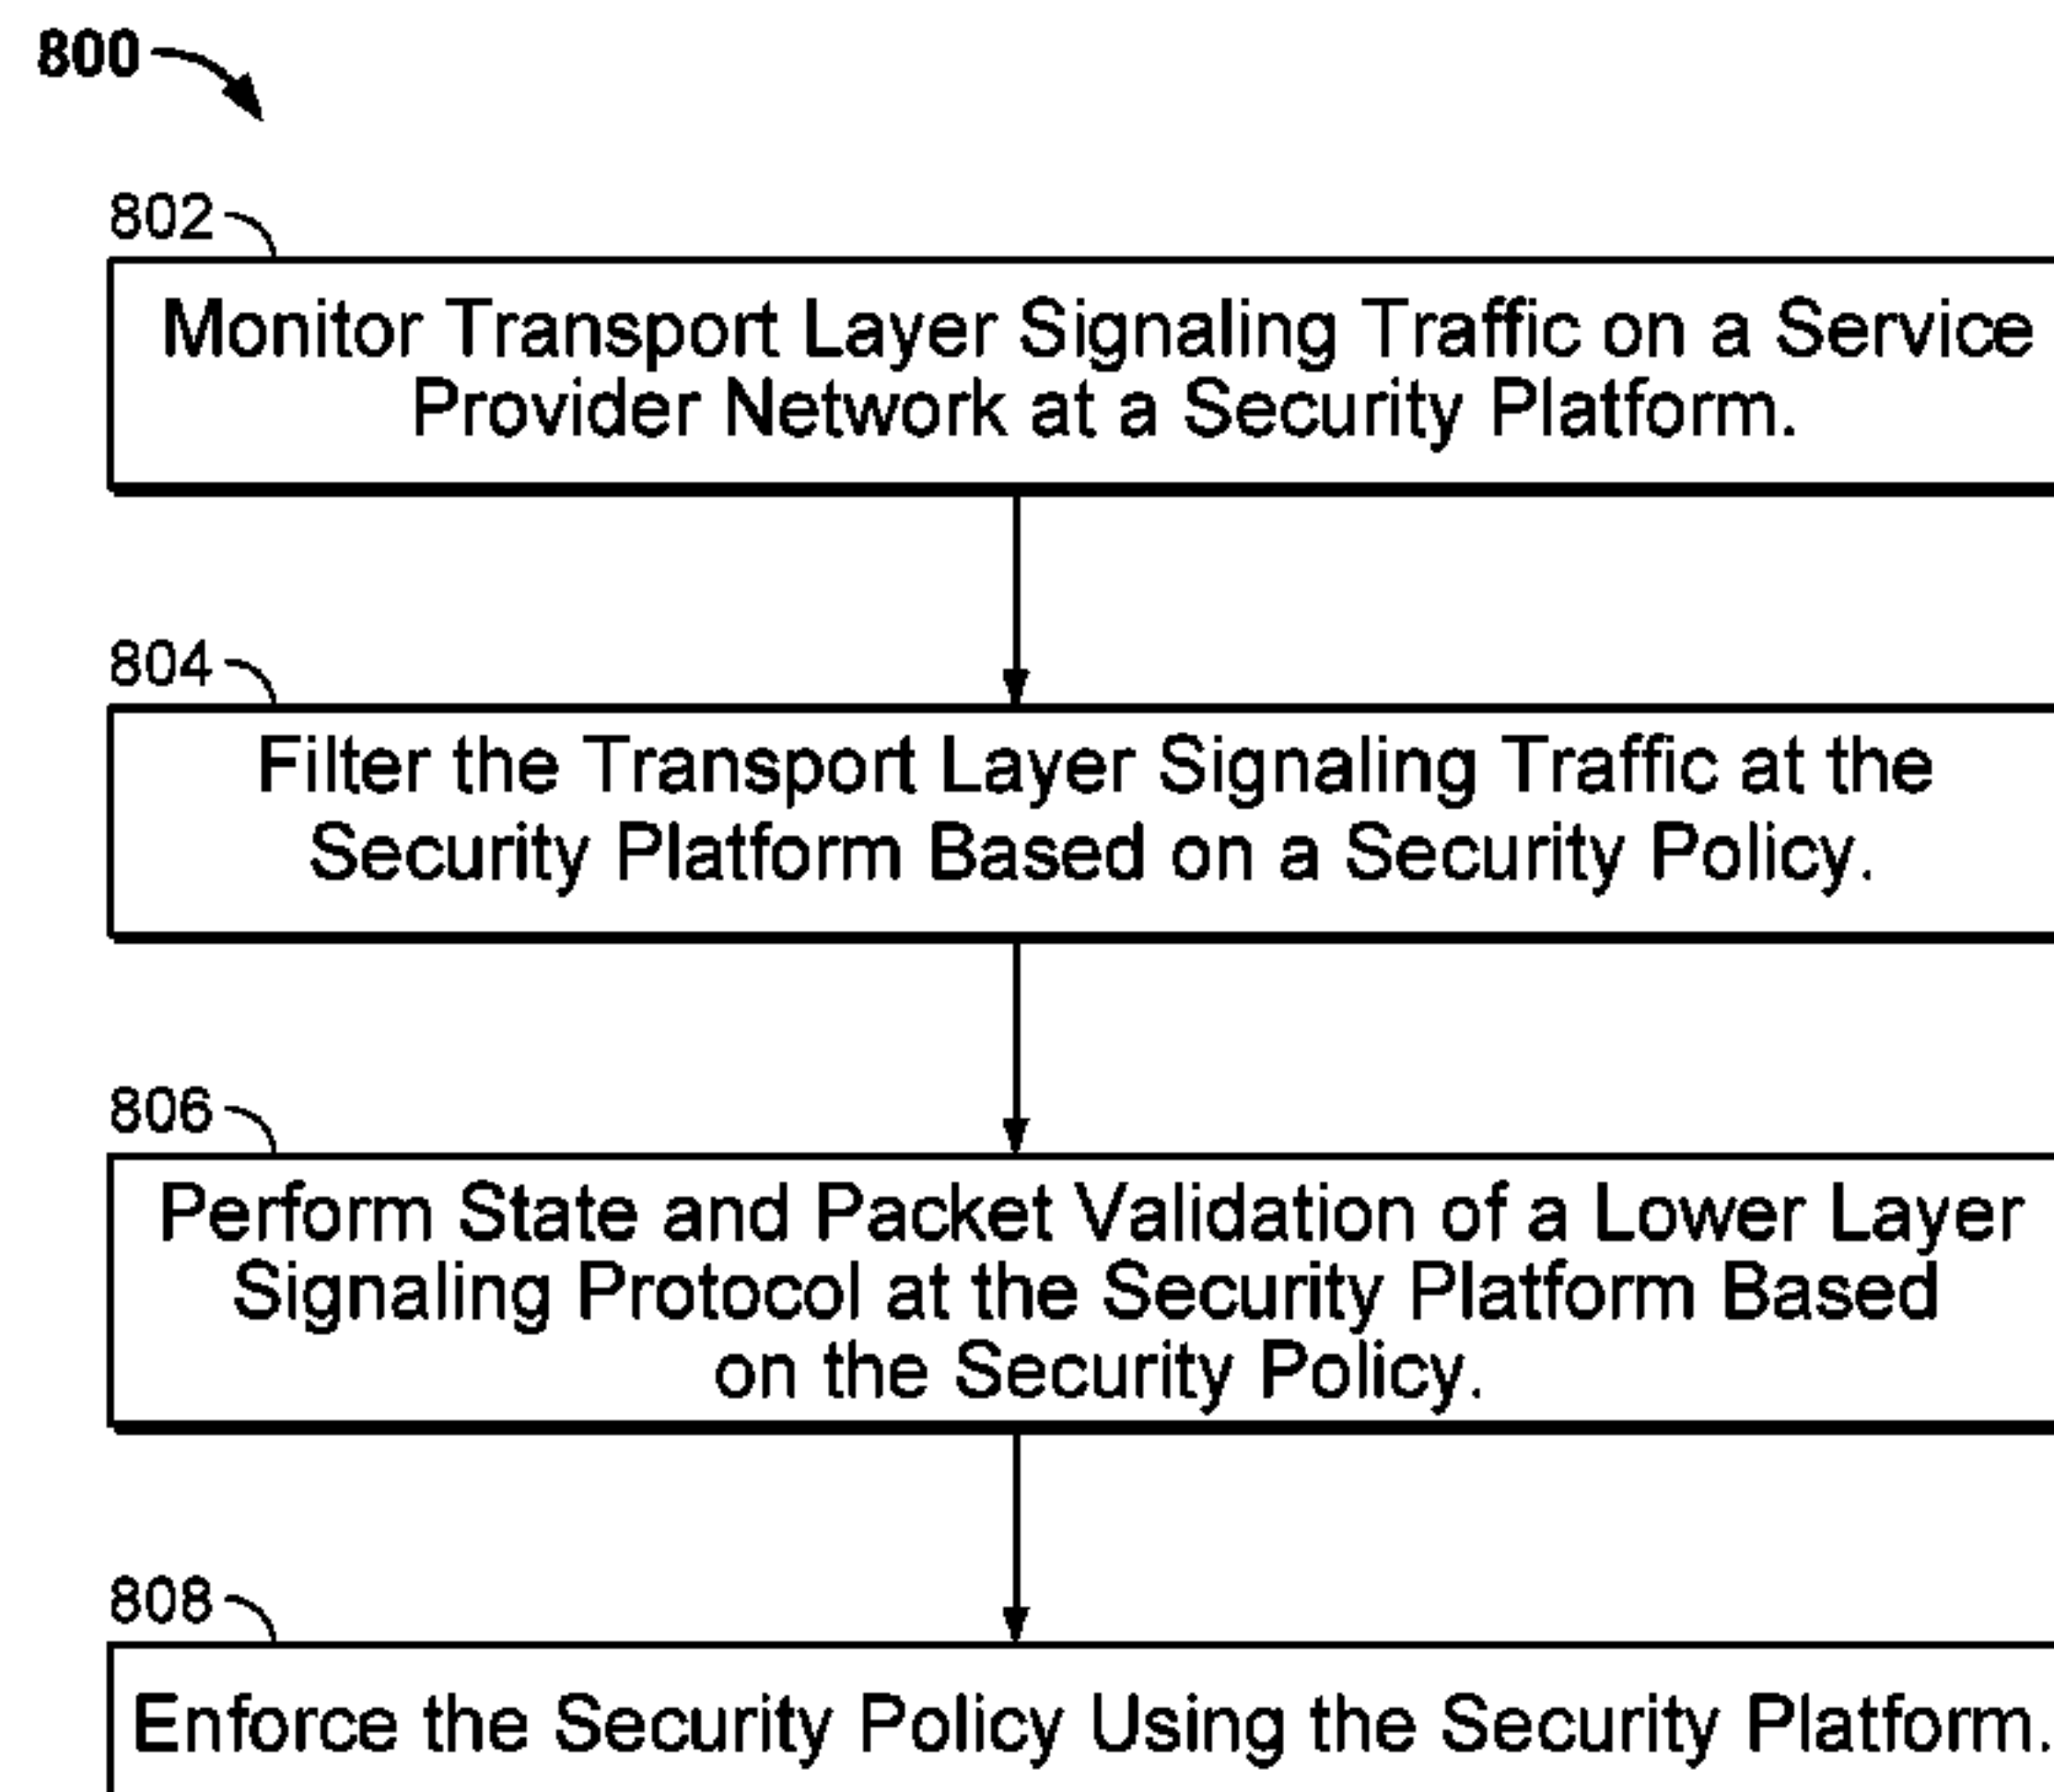 800
802
Monitor Transport Layer Signaling Traffic on a Service
Provider Network at a Security Platform.
804
Filter the Transport Layer Signaling Traffic at the
Security Platform Based on a Security Policy.
806
Perform State and Packet Validation of a Lower Layer
Signaling Protocol at the Security Platform Based
on the Security Policy.
808
Enforce the Security Policy Using the Security Platform.